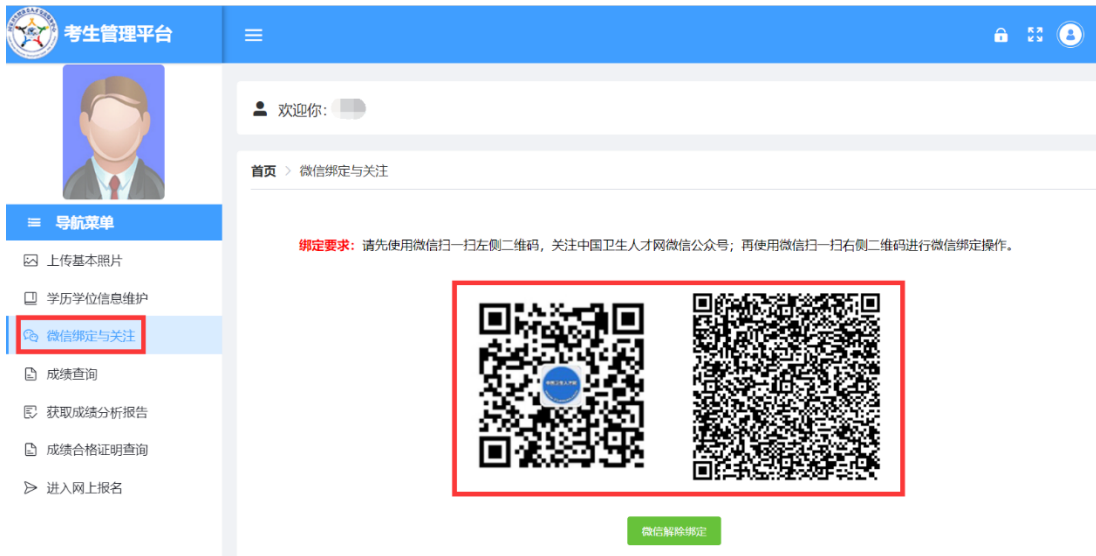 考生管理平台
欢迎你:
首页 > 微信绑定与关注
导航菜单
绑定要求：请先使用微信扫一扫左侧二维码，关注中国卫生人才网微信公众号；再使用微信扫一扫右侧二维码进行微信绑定操作。
上传基本照片
学历学位信息维护
微信绑定与关注
成绩查询
获取成绩分析报告
成绩合格证明查询
进入网上报名
微信解除绑定